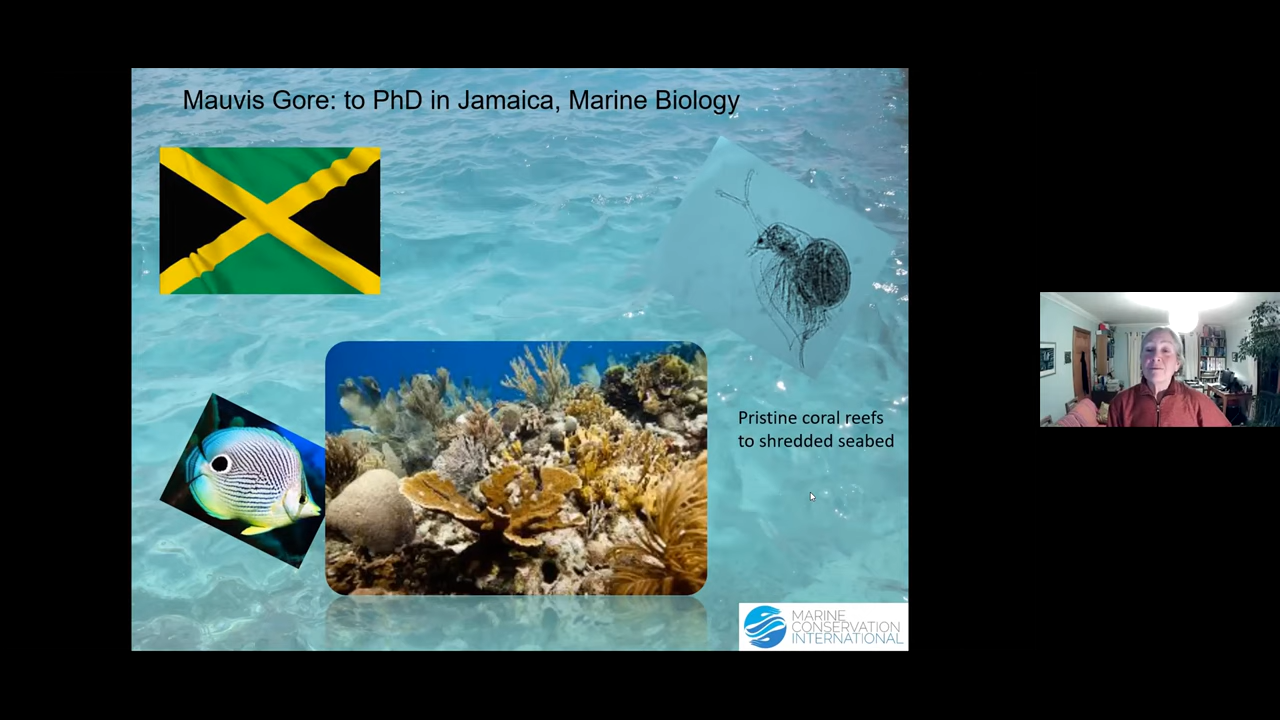 Mauvis Gore: to PhD in Jamaica, Marine Biology
Pristine coral reefs
to shredded seabed
MARINE
CONSERVATION
INTERNATIONAL